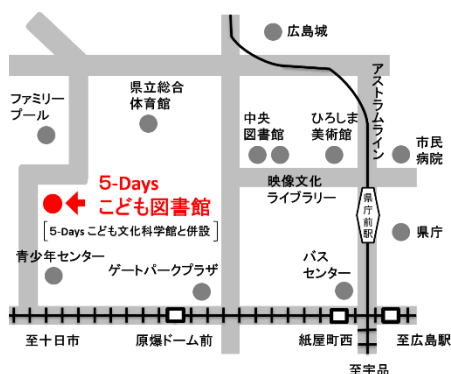 広島城
アストラムライン
ファミリー
プール
県立総合
体育館
中央
図書館
ひろしま
美術館
市民
病院
5-Days
こども図書館
[5-Days こども文化科学館と併設]
映像文化
ライブラリー
県庁前駅
県庁
青少年センター
ゲートパークプラザ
バス
センター
至十日市
原爆ドーム前
紙屋町西
至広島駅
至宇品